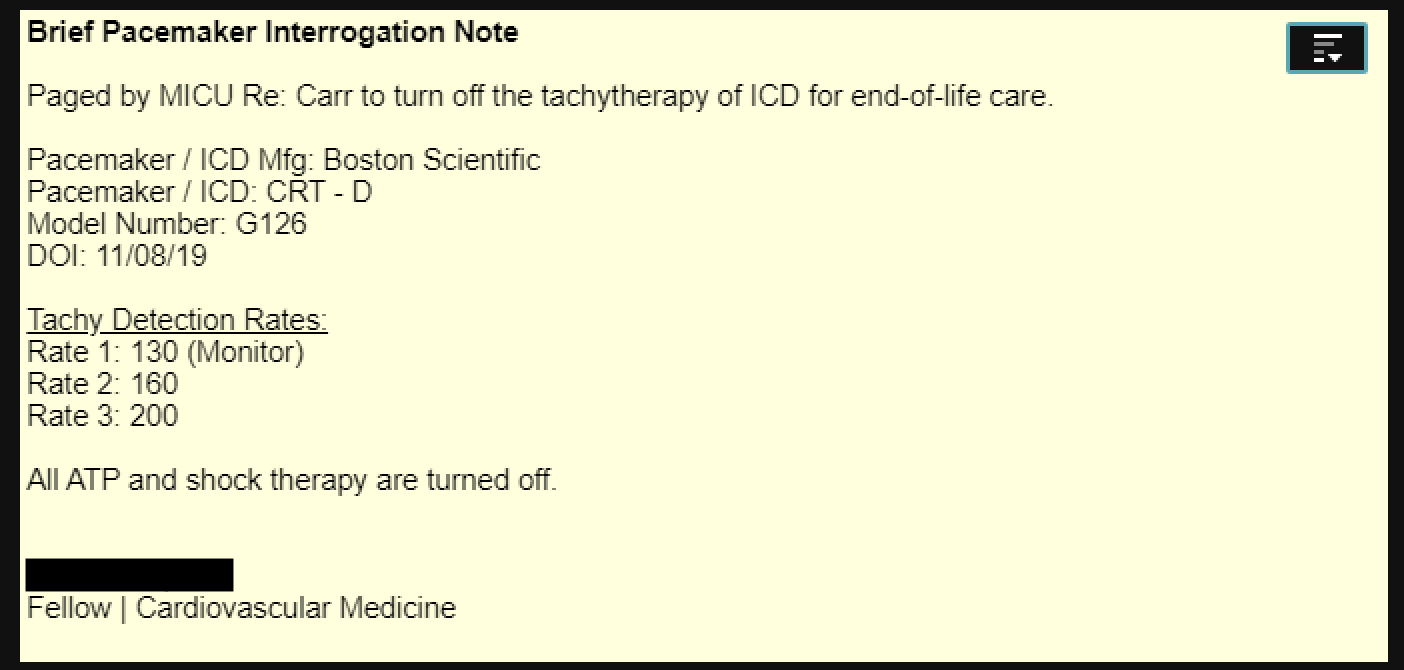 Brief Pacemaker Interrogation Note
Paged by MICU Re: Carr to turn off the tachytherapy of ICD for end-of-life care.
Pacemaker / ICD Mfg: Boston Scientific
Pacemaker / ICD: CRT - D
Model Number: G126
DOI: 11/08/19
Tachy Detection Rates:
Rate 1: 130 (Monitor)
Rate 2: 160
Rate 3: 200
All ATP and shock therapy are turned off.
Fellow | Cardiovascular Medicine